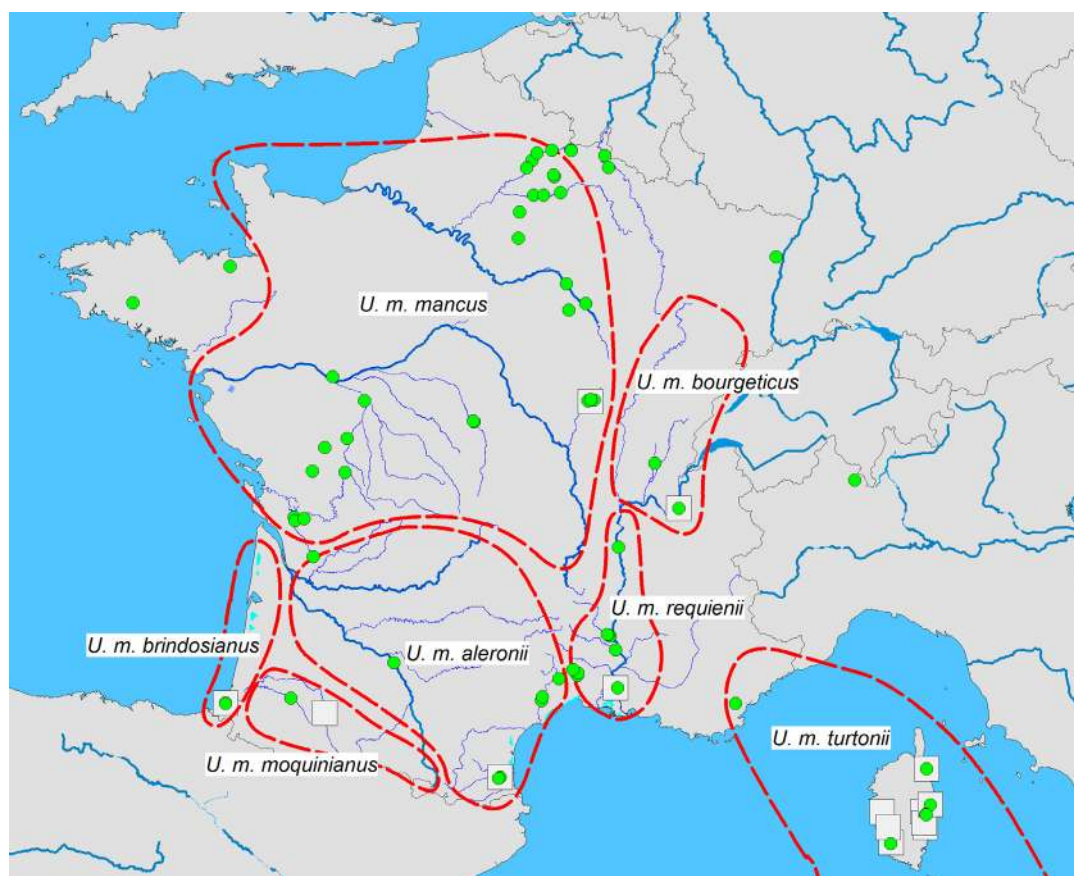 U. m. mancus
U. m. bourgeticus
U. m. requienii
U. m. brindosianus
U. m. aleronii
U. m. turtonii
U. m. moquinianus